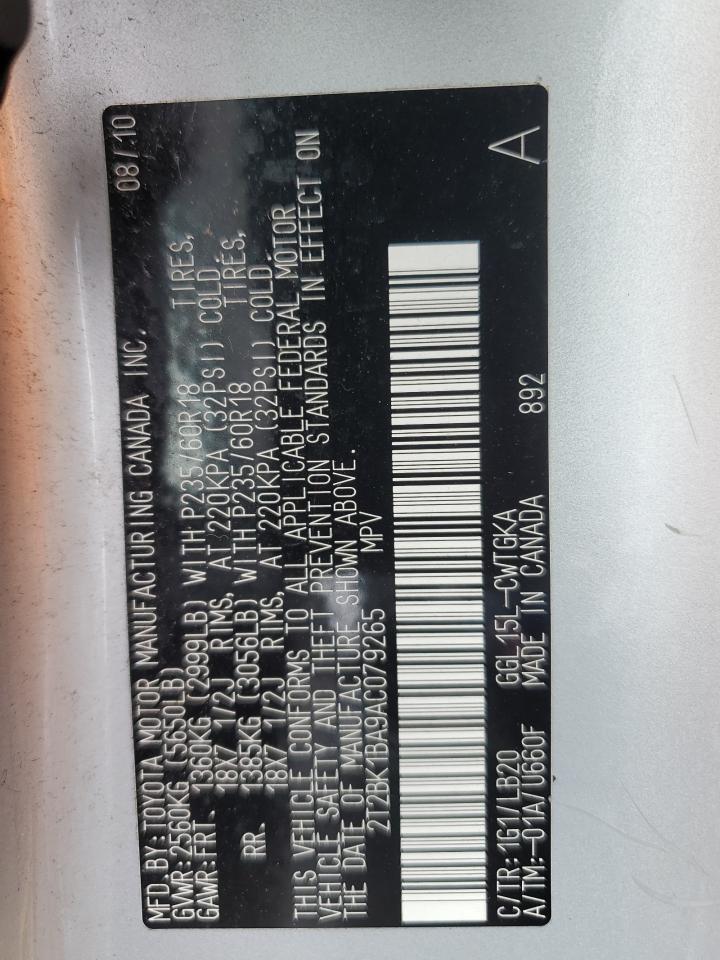 MFD.BY:TOYOTA MOTOR MANUFACTURING CANADA INC. 08/10
GVWR:2560KG (5650LB)
GAWR:FRT 1360KG (2999LB) WITH P235/60R18 TIRES,
18X7 1/2J RIMS, AT 220KPA (32PSI) COLD.
RR. 1385KG (3056LB) WITH P235/60R18 TIRES,
18X7 1/2J RIMS, AT 220KPA (32PSI) COLD.
THIS VEHICLE CONFORMS TO ALL APPLICABLE FEDERAL MOTOR
VEHICLE SAFETY AND THEFT PREVENTION STANDARDS IN EFFECT ON
THE DATE OF MANUFACTURE SHOWN ABOVE.
2T2BK1BA9AC079265 MPV
C/TR:1G1/LB20 GGL15L-CWTGKA 892 A
A/TM:-01A/U660F MADE IN CANADA